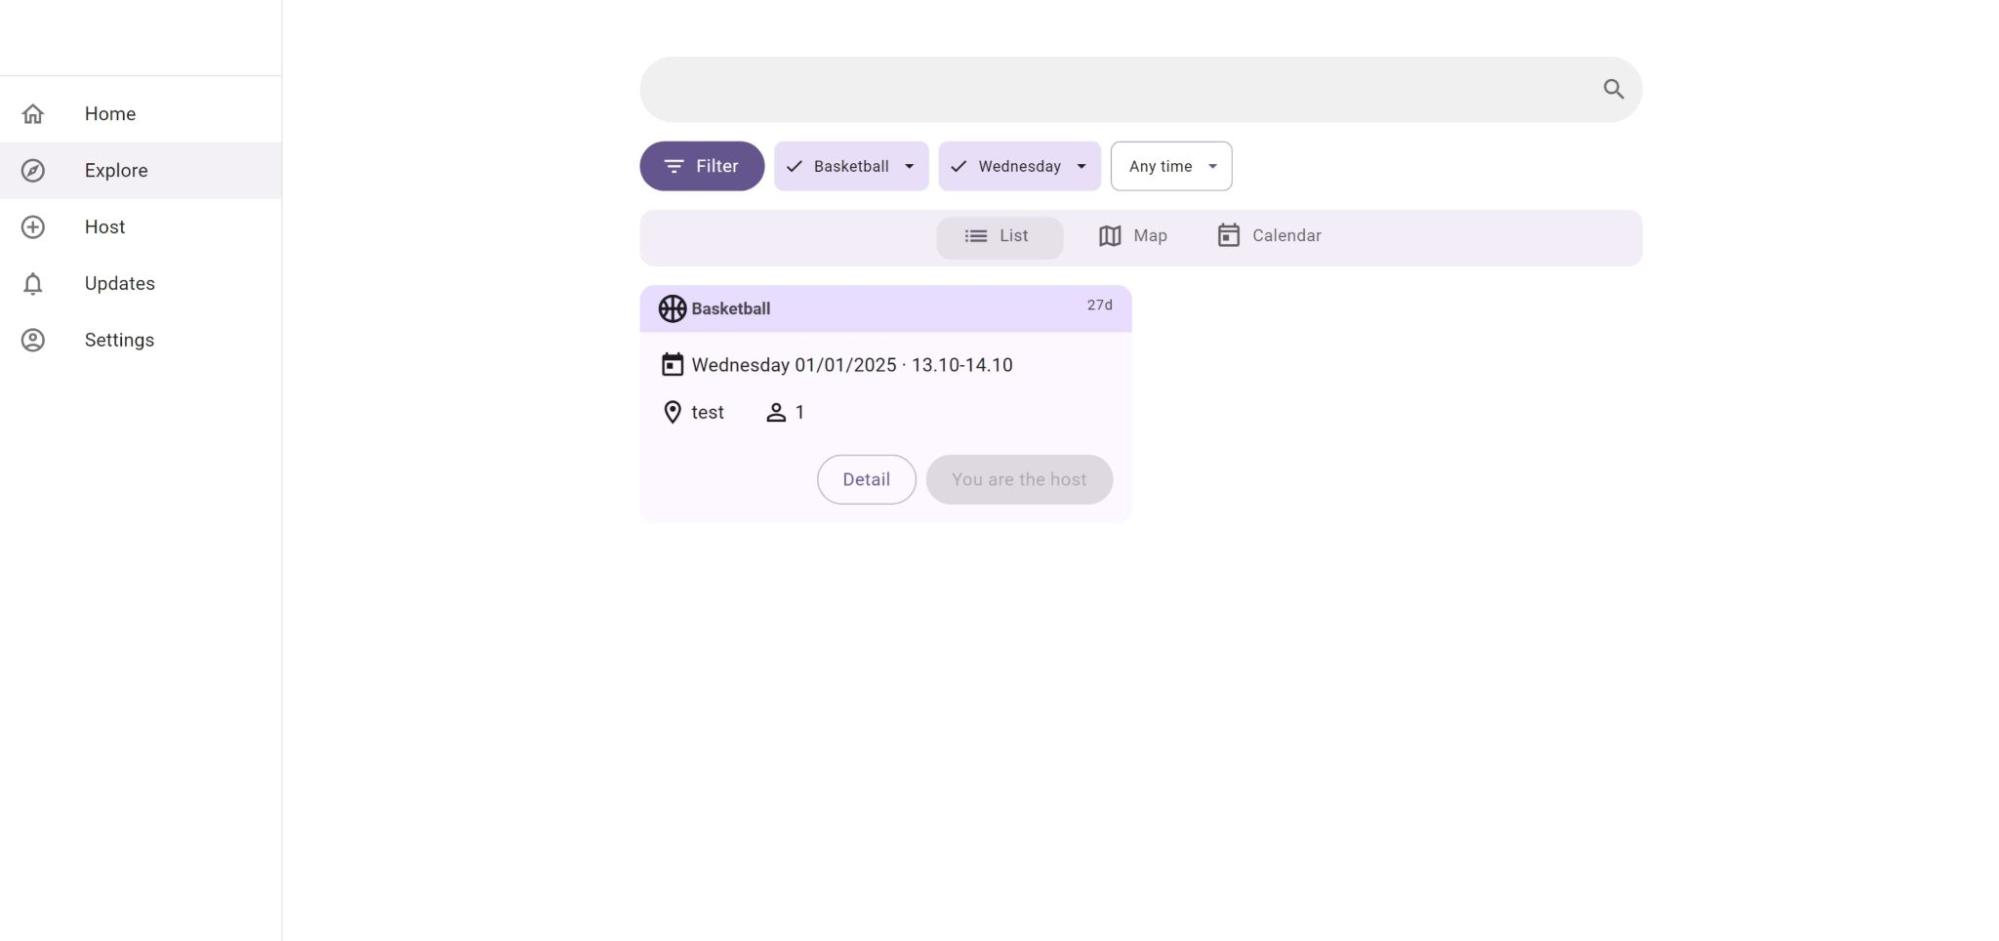 Home
Explore
Host
Updates
Settings
Filter
Basketball
Wednesday
Any time
List
Map
Calendar
Basketball
27d
Wednesday 01/01/2025 · 13.10-14.10
test
1
Detail
You are the host